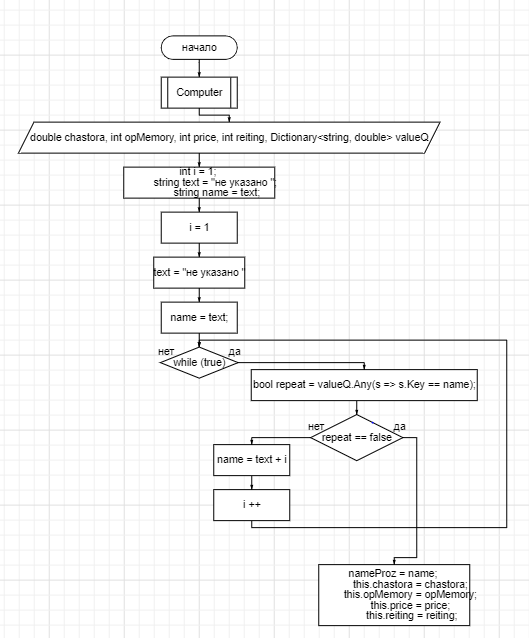 начало
Computer
double chastora, int opMemory, int price, int reiting, Dictionary<string, double> valueQ
int i = 1;
string text = "не указано ";
string name = text;
i = 1
text = "не указано "
name = text;
нет
да
while (true)
bool repeat = valueQ.Any(s => s.Key == name);
нет
да
repeat == false
name = text + i
i ++
nameProz = name;
this.chastora = chastora;
this.opMemory = opMemory;
this.price = price;
this.reiting = reiting;